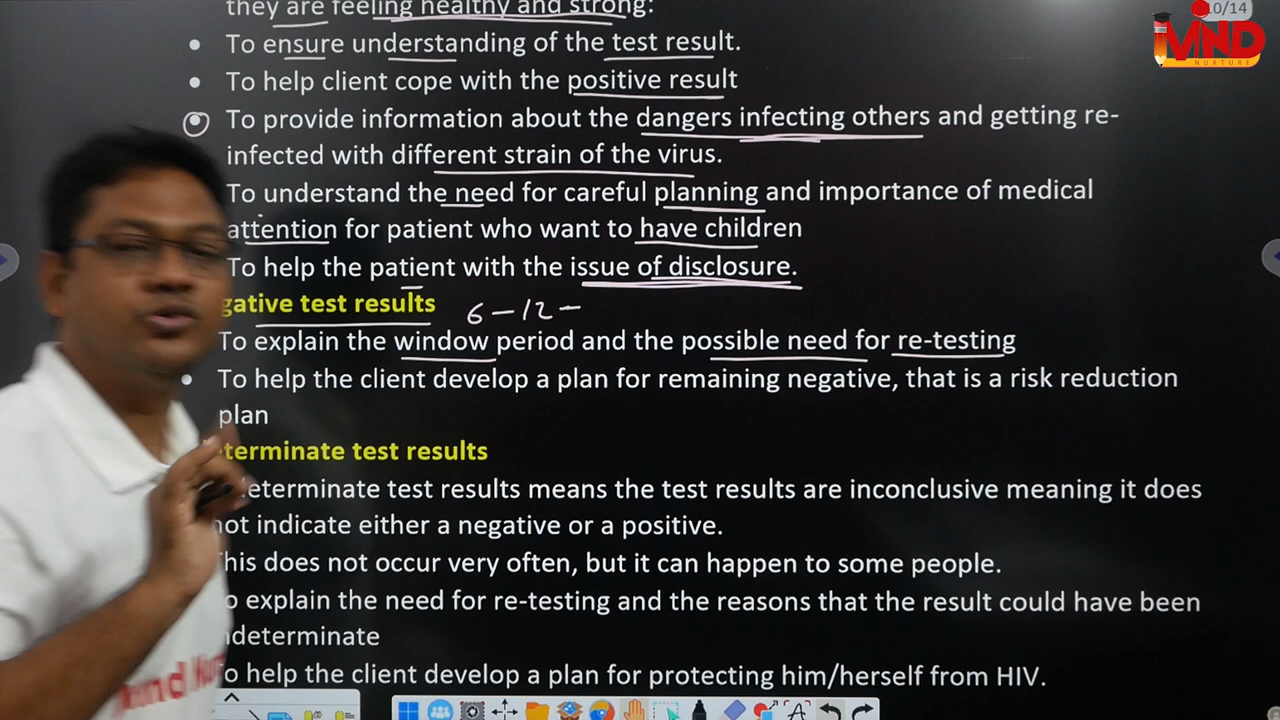 they are feeling healthy and strong:
10/14
MIND
NURTURE
• To ensure understanding of the test result.
• To help client cope with the positive result
To provide information about the dangers infecting others and getting re-
infected with different strain of the virus.
To understand the need for careful planning and importance of medical
attention for patient who want to have children
To help the patient with the issue of disclosure.
gative test results 6-12-
To explain the window period and the possible need for re-testing
• To help the client develop a plan for remaining negative, that is a risk reduction
plan
terminate test results
determinate test results means the test results are inconclusive meaning it does
not indicate either a negative or a positive.
his does not occur very often, but it can happen to some people.
o explain the need for re-testing and the reasons that the result could have been
determinate
o help the client develop a plan for protecting him/herself from HIV.